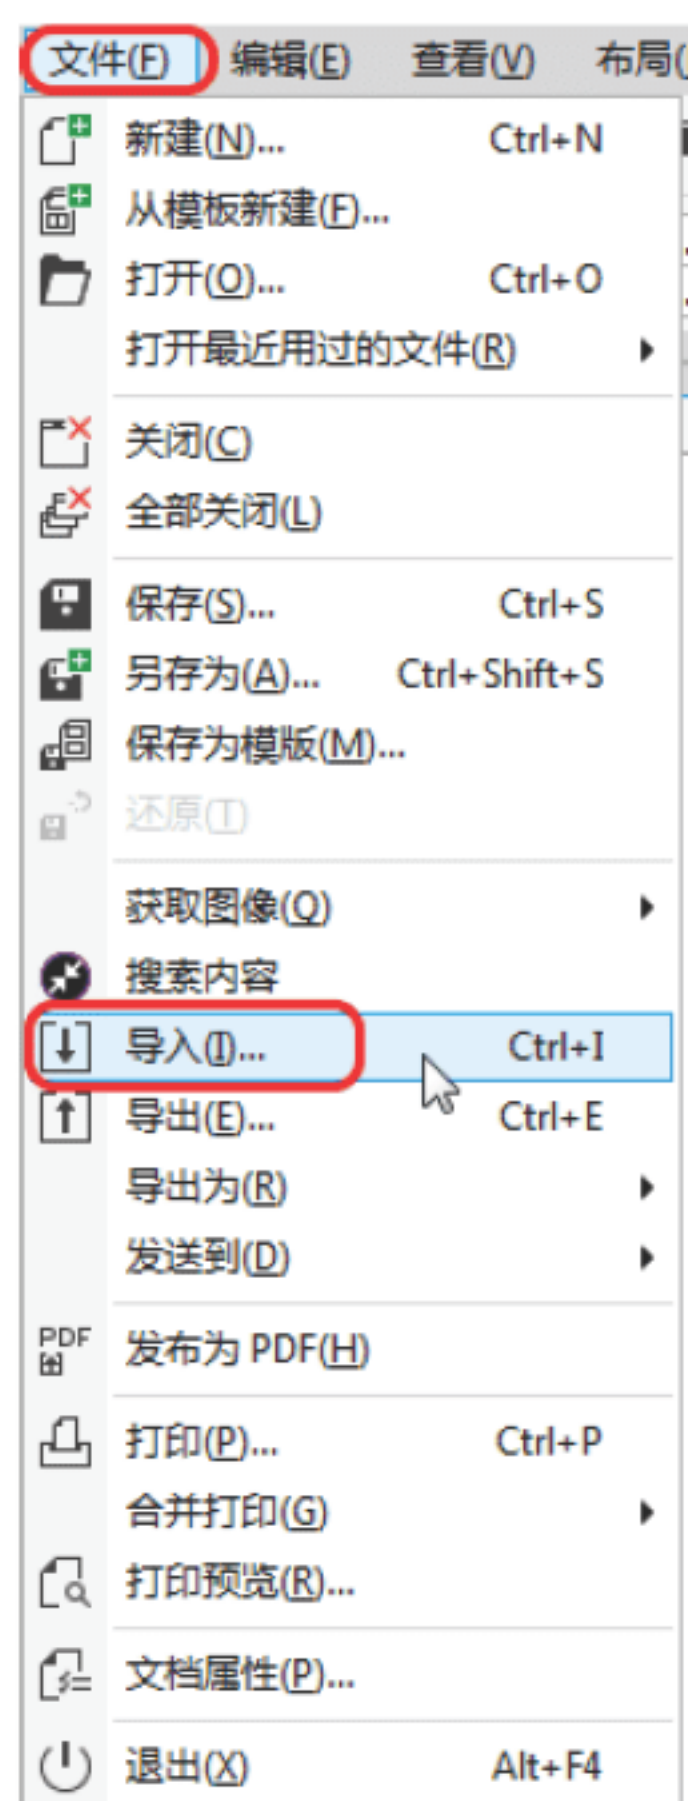 文件(F) 编辑(E) 查看(V) 布局(
新建(N)... Ctrl+N
从模板新建(F)...
打开(O)... Ctrl+O
打开最近用过的文件(R)
关闭(C)
全部关闭(L)
保存(S)... Ctrl+S
另存为(A)... Ctrl+Shift+S
保存为模版(M)...
还原(T)
获取图像(Q)
搜索内容
导入(I)... Ctrl+I
导出(E)... Ctrl+E
导出为(R)
发送到(D)
PDF 发布为 PDF(H)
打印(P)... Ctrl+P
合并打印(G)
打印预览(R)...
文档属性(P)...
退出(X) Alt+F4